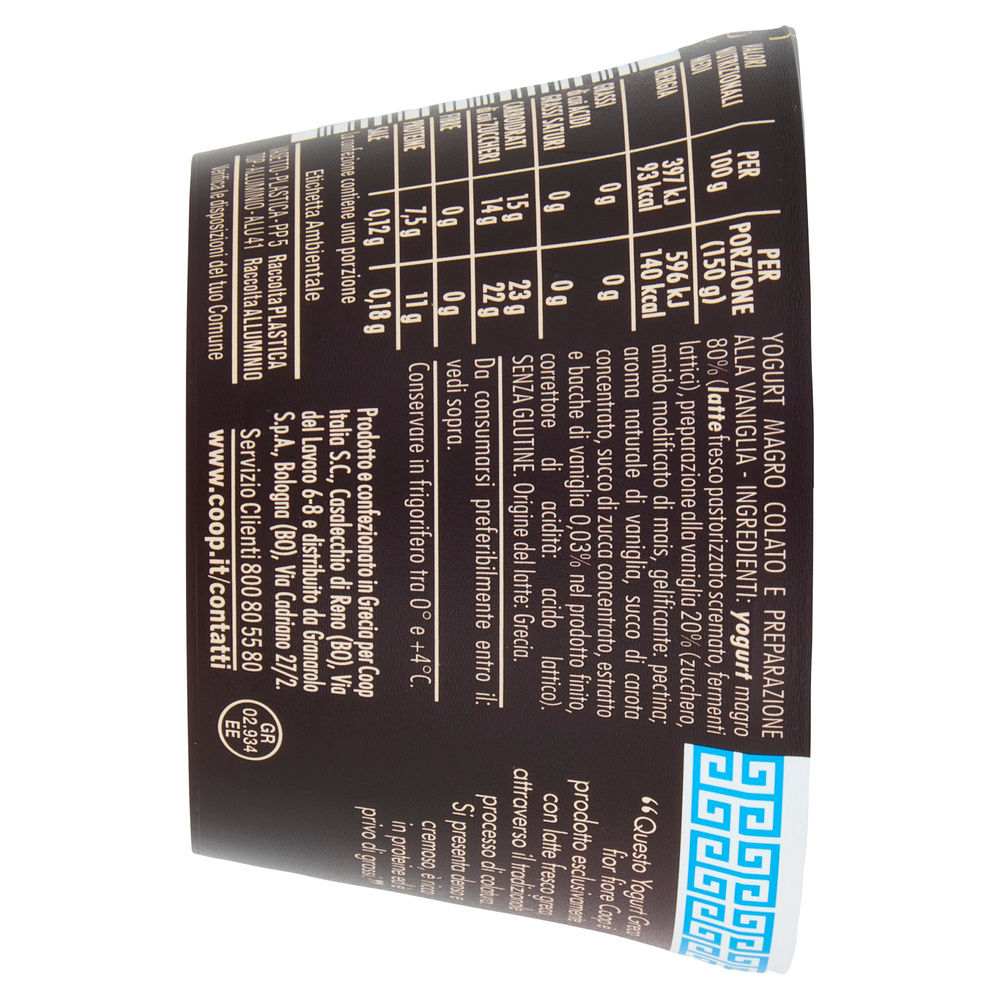 VALORI
NUTRIZIONALI
MEDI
PER
100 g
PER
PORZIONE
(150 g)
ENERGIA
397 kJ
93 kcal
596 kJ
140 kcal
GRASSI
0 g
0 g
di cui ACIDI
GRASSI SATURI
0 g
0 g
CARBOIDRATI
15 g
23 g
di cui ZUCCHERI
14 g
22 g
FIBRE
0 g
0 g
PROTEINE
7,5 g
11 g
SALE
0,12 g
0,18 g
La confezione contiene una porzione
Etichetta Ambientale
VASETTO-PLASTICA-PP5 Raccolta PLASTICA
TOP-ALLUMINIO-ALU41 Raccolta ALLUMINIO
Verifica le disposizioni del tuo Comune
YOGURT MAGRO COLATO E PREPARAZIONE
ALLA VANIGLIA - INGREDIENTI: yogurt magro
80% (latte fresco pastorizzato scremato, fermenti
lattici), preparazione alla vaniglia 20% (zucchero,
amido modificato di mais, gelificante: pectina;
aroma naturale di vaniglia, succo di carota
concentrato, succo di zucca concentrato, estratto
e bacche di vaniglia 0,03% nel prodotto finito,
correttore di acidità: acido lattico).
SENZA GLUTINE. Origine del latte: Grecia.
Da consumarsi preferibilmente entro il:
vedi sopra.
Conservare in frigorifero tra 0° e +4°C.
Prodotto e confezionato in Grecia per Coop
Italia S.C., Casalecchio di Reno (BO), Via
del Lavoro 6-8 e distribuito da Granarolo
S.p.A., Bologna (BO), Via Cadriano 27/2.
Servizio Clienti 800 80 55 80
www.coop.it/contatti
GR
02.934
EE
“Questo Yogurt Greco
fior fiore Coop è
prodotto esclusivamente
con latte fresco greco
attraverso il tradizionale
processo di colatura.
Si presenta denso e
cremoso, è ricco
in proteine ed è
privo di grassi.”